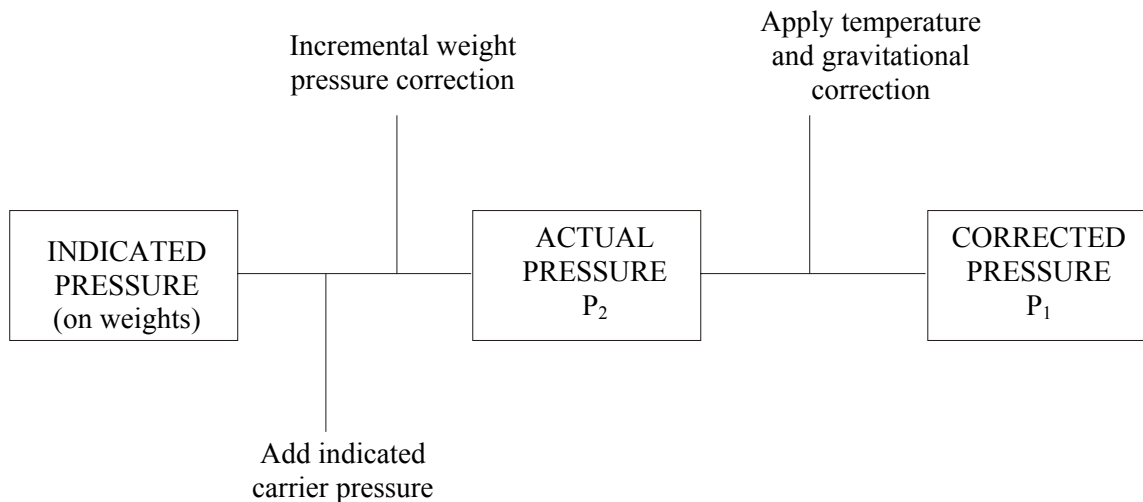 Incremental weight
pressure correction
Apply temperature
and gravitational
correction
INDICATED
PRESSURE
(on weights)
ACTUAL
PRESSURE
P₂
CORRECTED
PRESSURE
P₁
Add indicated
carrier pressure